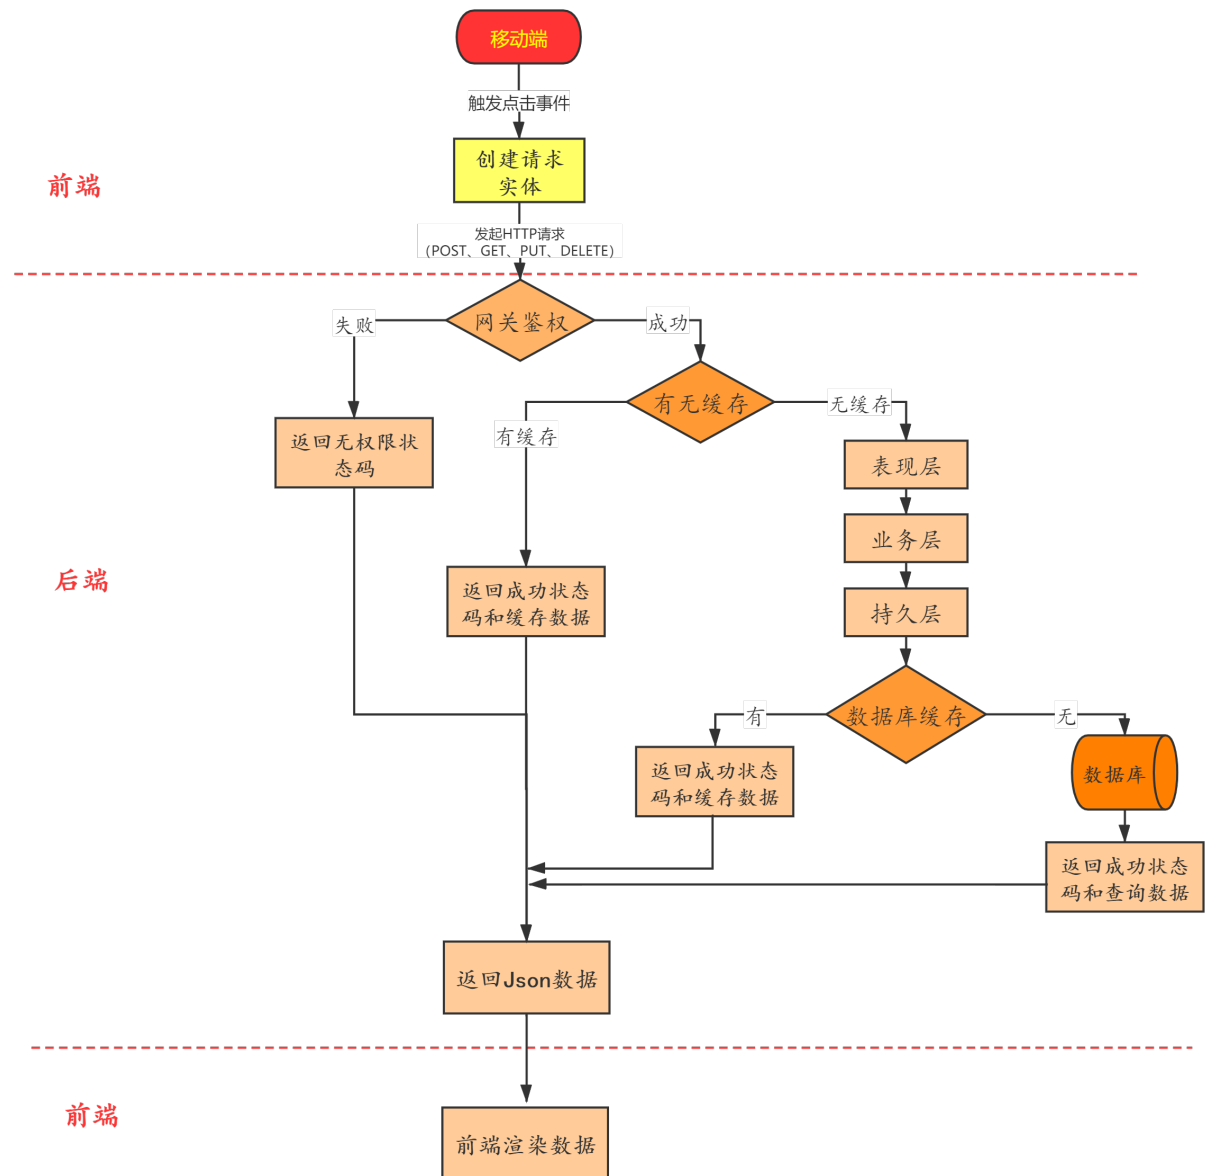 移动端
触发点击事件
创建请求
实体
前端
发起HTTP请求
（POST、GET、PUT、DELETE）
网关鉴权
失败
成功
有无缓存
无缓存
有缓存
返回无权限状
态码
表现层
业务层
后端
返回成功状态
码和缓存数据
持久层
数据库缓存
有
无
返回成功状态
码和缓存数据
数据库
返回成功状态
码和查询数据
返回Json数据
前端
前端渲染数据